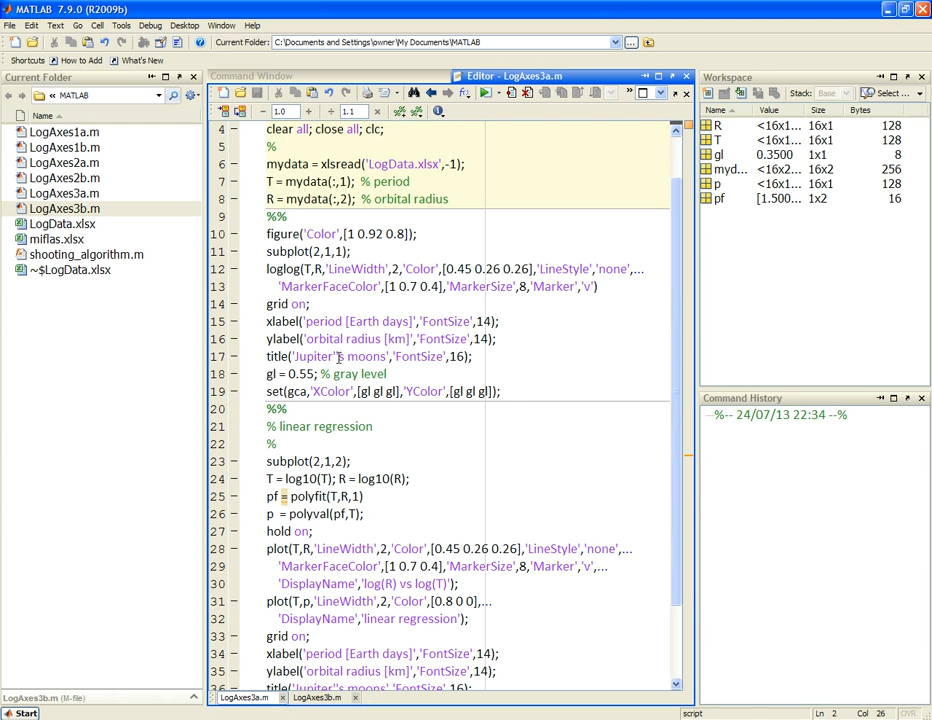 MATLAB 7.9.0 (R2009b)
File Edit Text Go Cell Tools Debug Desktop Window Help
Current Folder: C:\Documents and Settings\owner\My Documents\MATLAB
Shortcuts How to Add What's New
Current Folder
« MATLAB
Name
LogAxes1a.m
LogAxes1b.m
LogAxes2a.m
LogAxes2b.m
LogAxes3a.m
LogAxes3b.m
LogData.xlsx
miflas.xlsx
shooting_algorithm.m
~$LogData.xlsx
LogAxes3b.m (M-file)
Command Window
Editor - LogAxes3a.m
1.0 1.1
4 clear all; close all; clc;
5 %
6 mydata = xlsread('LogData.xlsx',-1);
7 T = mydata(:,1); % period
8 R = mydata(:,2); % orbital radius
9 %%
10 figure('Color',[1 0.92 0.8]);
11 subplot(2,1,1);
12 loglog(T,R,'LineWidth',2,'Color',[0.45 0.26 0.26],'LineStyle','none',...
13 'MarkerFaceColor',[1 0.7 0.4],'MarkerSize',8,'Marker','v')
14 grid on;
15 xlabel('period [Earth days]','FontSize',14);
16 ylabel('orbital radius [km]','FontSize',14);
17 title('Jupiter''s moons','FontSize',16);
18 gl = 0.55; % gray level
19 set(gca,'XColor',[gl gl gl],'YColor',[gl gl gl]);
20 %%
21 % linear regression
22 %
23 subplot(2,1,2);
24 T = log10(T); R = log10(R);
25 pf = polyfit(T,R,1)
26 p = polyval(pf,T);
27 hold on;
28 plot(T,R,'LineWidth',2,'Color',[0.45 0.26 0.26],'LineStyle','none',...
29 'MarkerFaceColor',[1 0.7 0.4],'MarkerSize',8,'Marker','v',...
30 'DisplayName','log(R) vs log(T)');
31 plot(T,p,'LineWidth',2,'Color',[0.8 0 0],...
32 'DisplayName','linear regression');
33 grid on;
34 xlabel('period [Earth days]','FontSize',14);
35 ylabel('orbital radius [km]','FontSize',14);
36 title('Jupiter''s moons','FontSize',16);
LogAxes3a.m LogAxes3b.m
Workspace
Stack: Base Select ...
Name Value Size Bytes
R <16x1... 16x1 128
T <16x1... 16x1 128
gl 0.3500 1x1 8
myd... <16x2... 16x2 256
p <16x1... 16x1 128
pf [1.500... 1x2 16
Command History
%-- 24/07/13 22:34 --%
Start
script Ln 2 Col 26 OVR